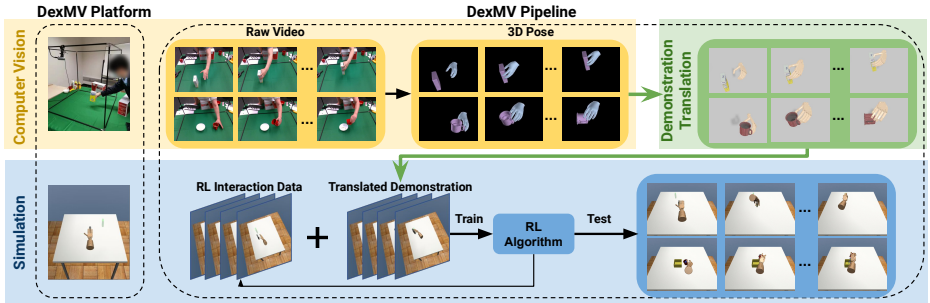 DexMV Platform
DexMV Pipeline
Computer Vision
Raw Video
3D Pose
Demonstration
Translation
...
...
...
...
...
...
Simulation
RL Interaction Data
+
Translated Demonstration
Train
RL
Algorithm
Test
...
...